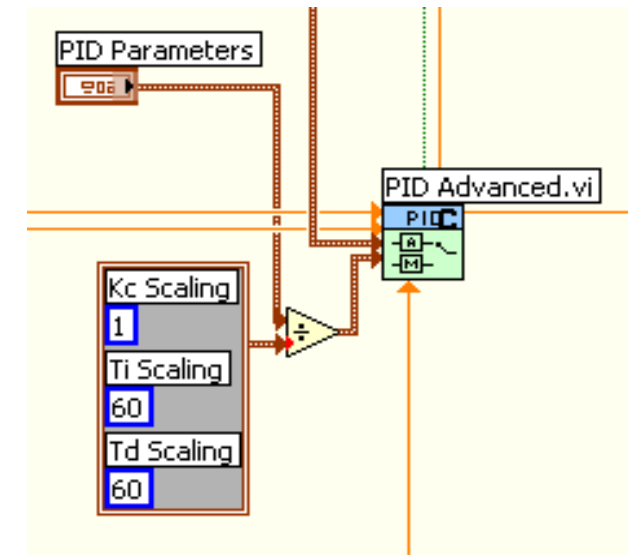 PID Parameters
PID Advanced.vi
PID
A
M
Kc Scaling
1
Ti Scaling
60
Td Scaling
60
÷